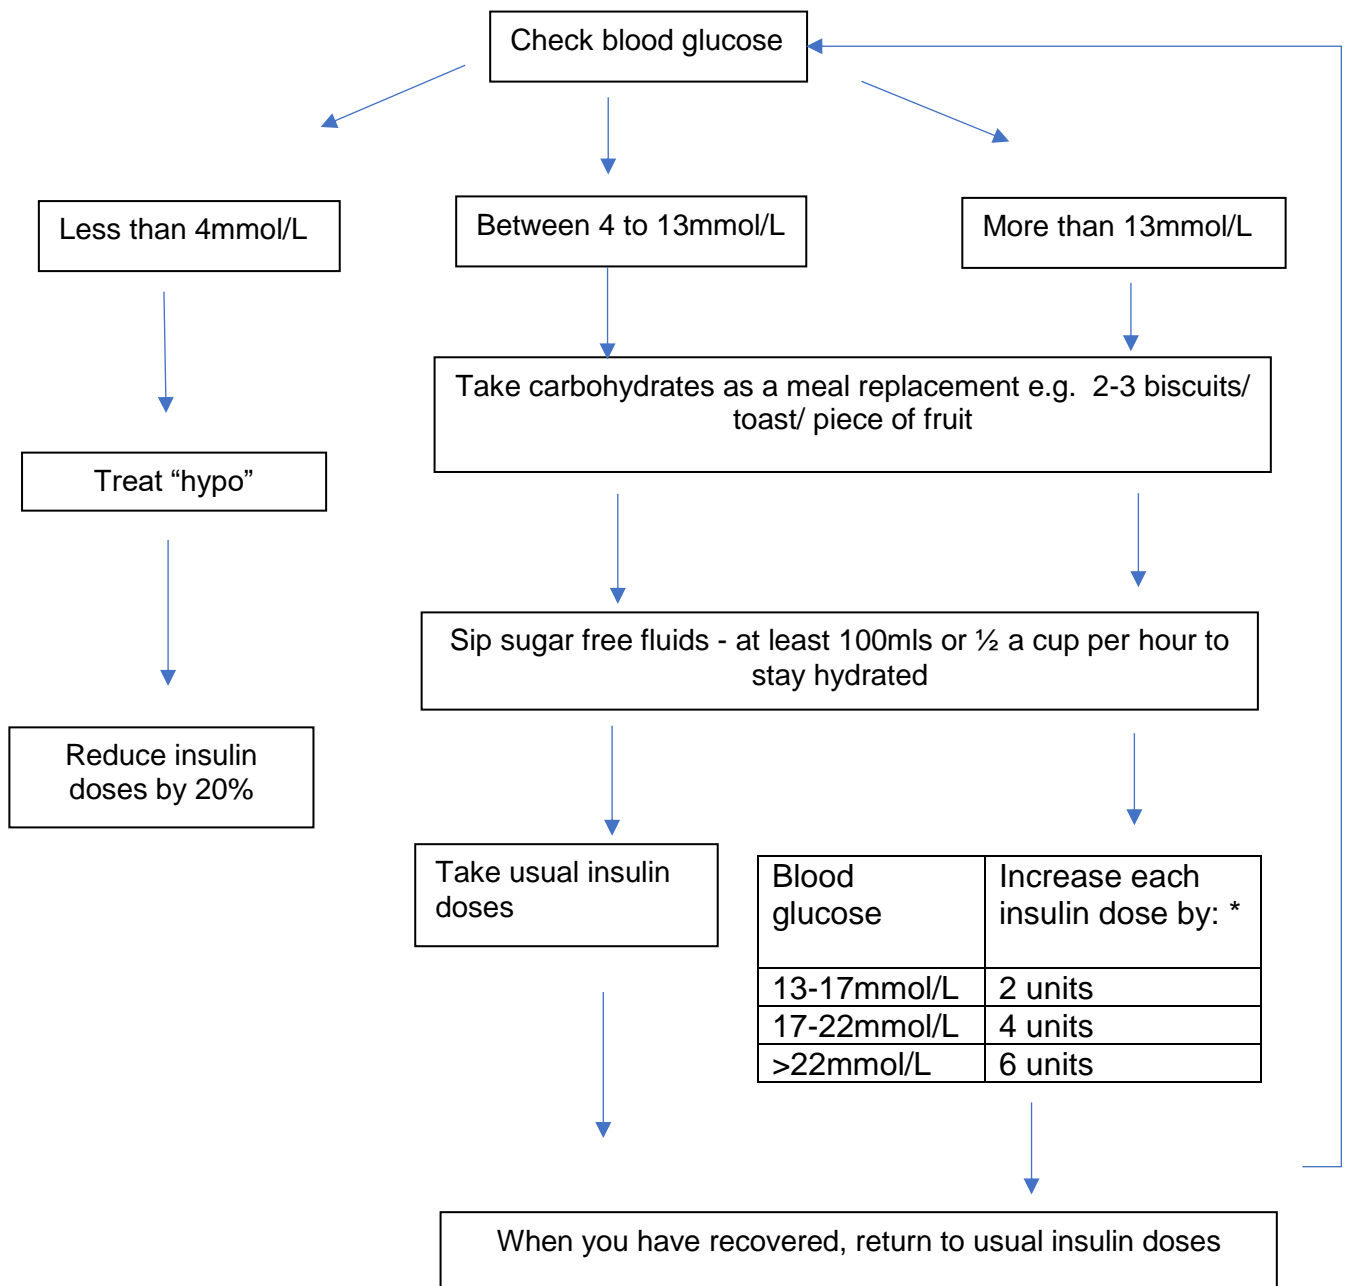 Check blood glucose
Less than 4mmol/L
Between 4 to 13mmol/L
More than 13mmol/L
Take carbohydrates as a meal replacement e.g.  2-3 biscuits/
toast/ piece of fruit
Treat “hypo”
Sip sugar free fluids - at least 100mls or ½ a cup per hour to
stay hydrated
Reduce insulin
doses by 20%
Take usual insulin
doses
Blood
glucose
Increase each
insulin dose by: *
13-17mmol/L
2 units
17-22mmol/L
4 units
>22mmol/L
6 units
When you have recovered, return to usual insulin doses